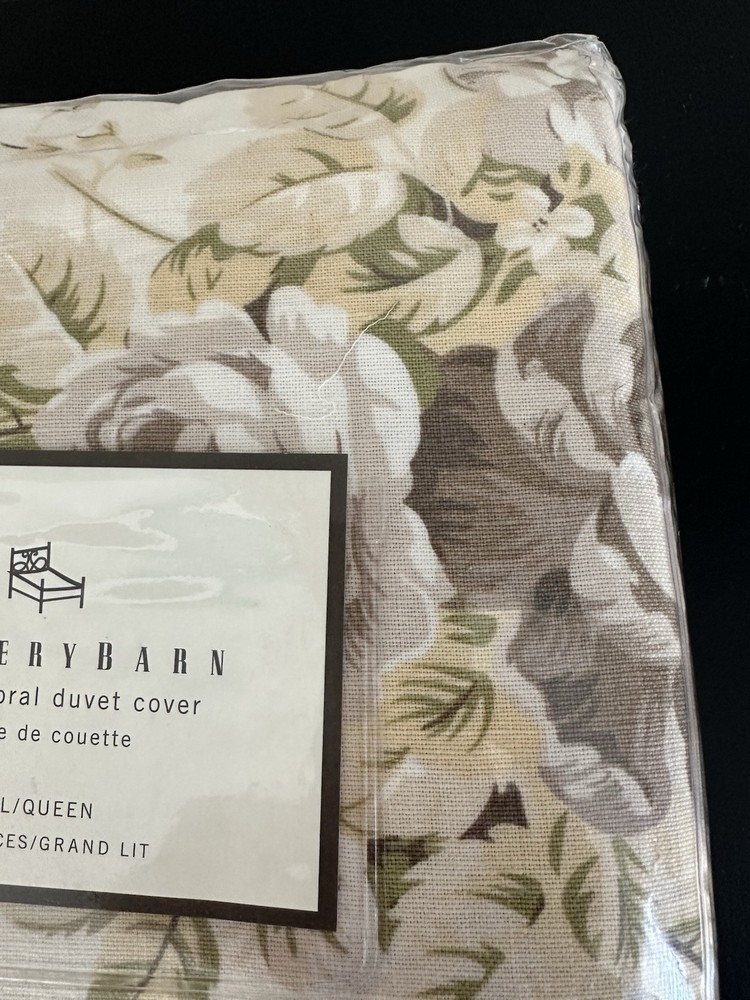 ERYBARN
oral duvet cover
e de couette
L/QUEEN
CES/GRAND LIT